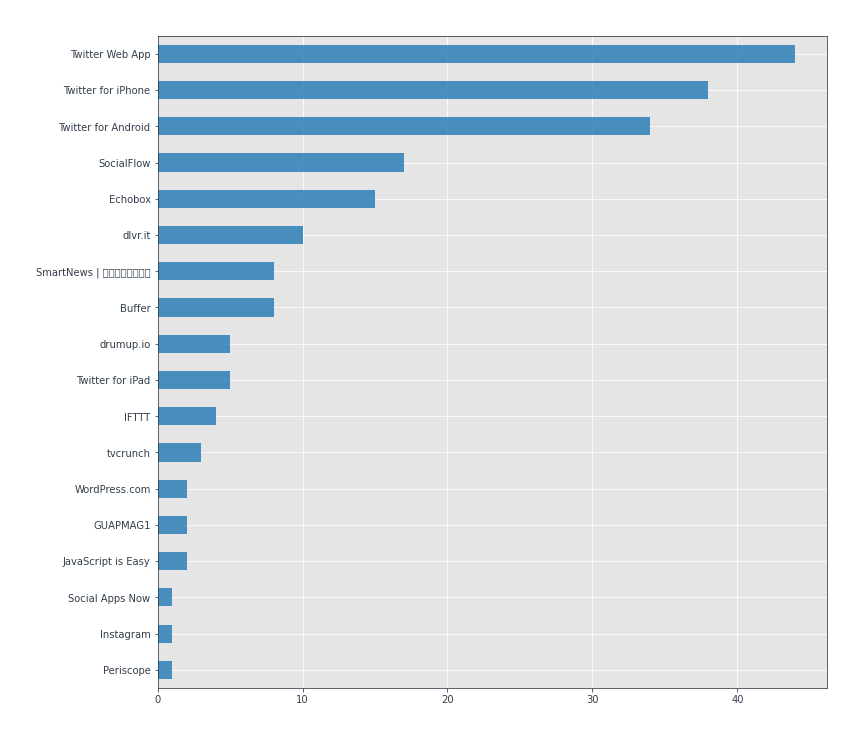 Twitter Web App
Twitter for iPhone
Twitter for Android
SocialFlow
Echobox
dlvr.it
SmartNews |
Buffer
drumup.io
Twitter for iPad
IFTTT
tvcrunch
WordPress.com
GUAPMAG1
JavaScript is Easy
Social Apps Now
Instagram
Periscope
0 10 20 30 40